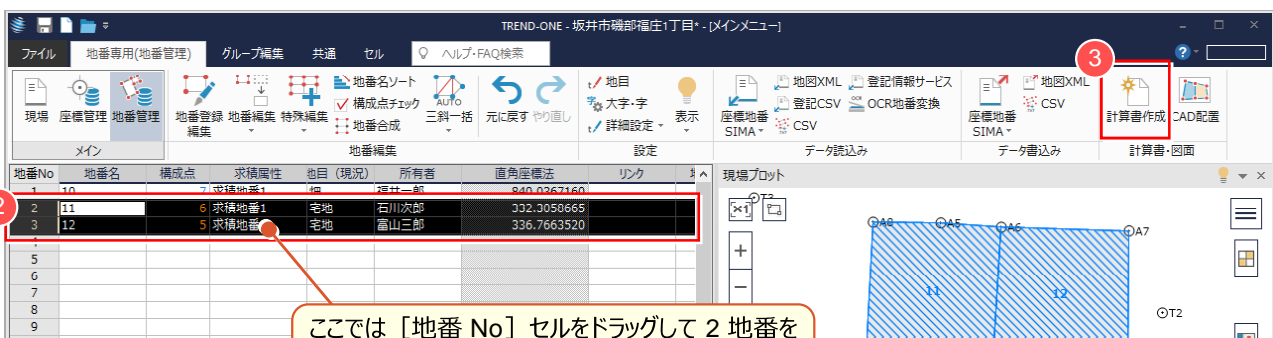 TREND-ONE - 坂井市磯部福庄1丁目* - [メインメニュー]
ファイル 地番専用(地番管理) グループ編集 共通 セル ヘルプ・FAQ検索
3
現場 座標管理 地番管理
メイン
地番登録 編集 地番編集 特殊編集
地番名ソート
構成点チェック
地番合成
AUTO 三斜一括
元に戻す やり直し
地番編集
地目
大字・字
詳細設定
表示
設定
座標地番 SIMA
地図XML 登記情報サービス
登記CSV OCR地番変換
CSV
データ読込み
座標地番 SIMA
地図XML
CSV
データ書込み
計算書作成 CAD配置
計算書・図面
地番No 地番名 構成点 求積属性 地目(現況) 所有者 直角座標法 リンク
1 10 7 求積地番1 畑 福井一郎 840.0367160
2
2 11 6 求積地番1 宅地 石川次郎 332.3058665
3 12 5 求積地番 宅地 富山三郎 336.7663520
4
5
6
7
8
9
現場プロット
×1
T3
A8 A5 A6 A7
11 12
T2
ここでは[地番 No]セルをドラッグして 2 地番を